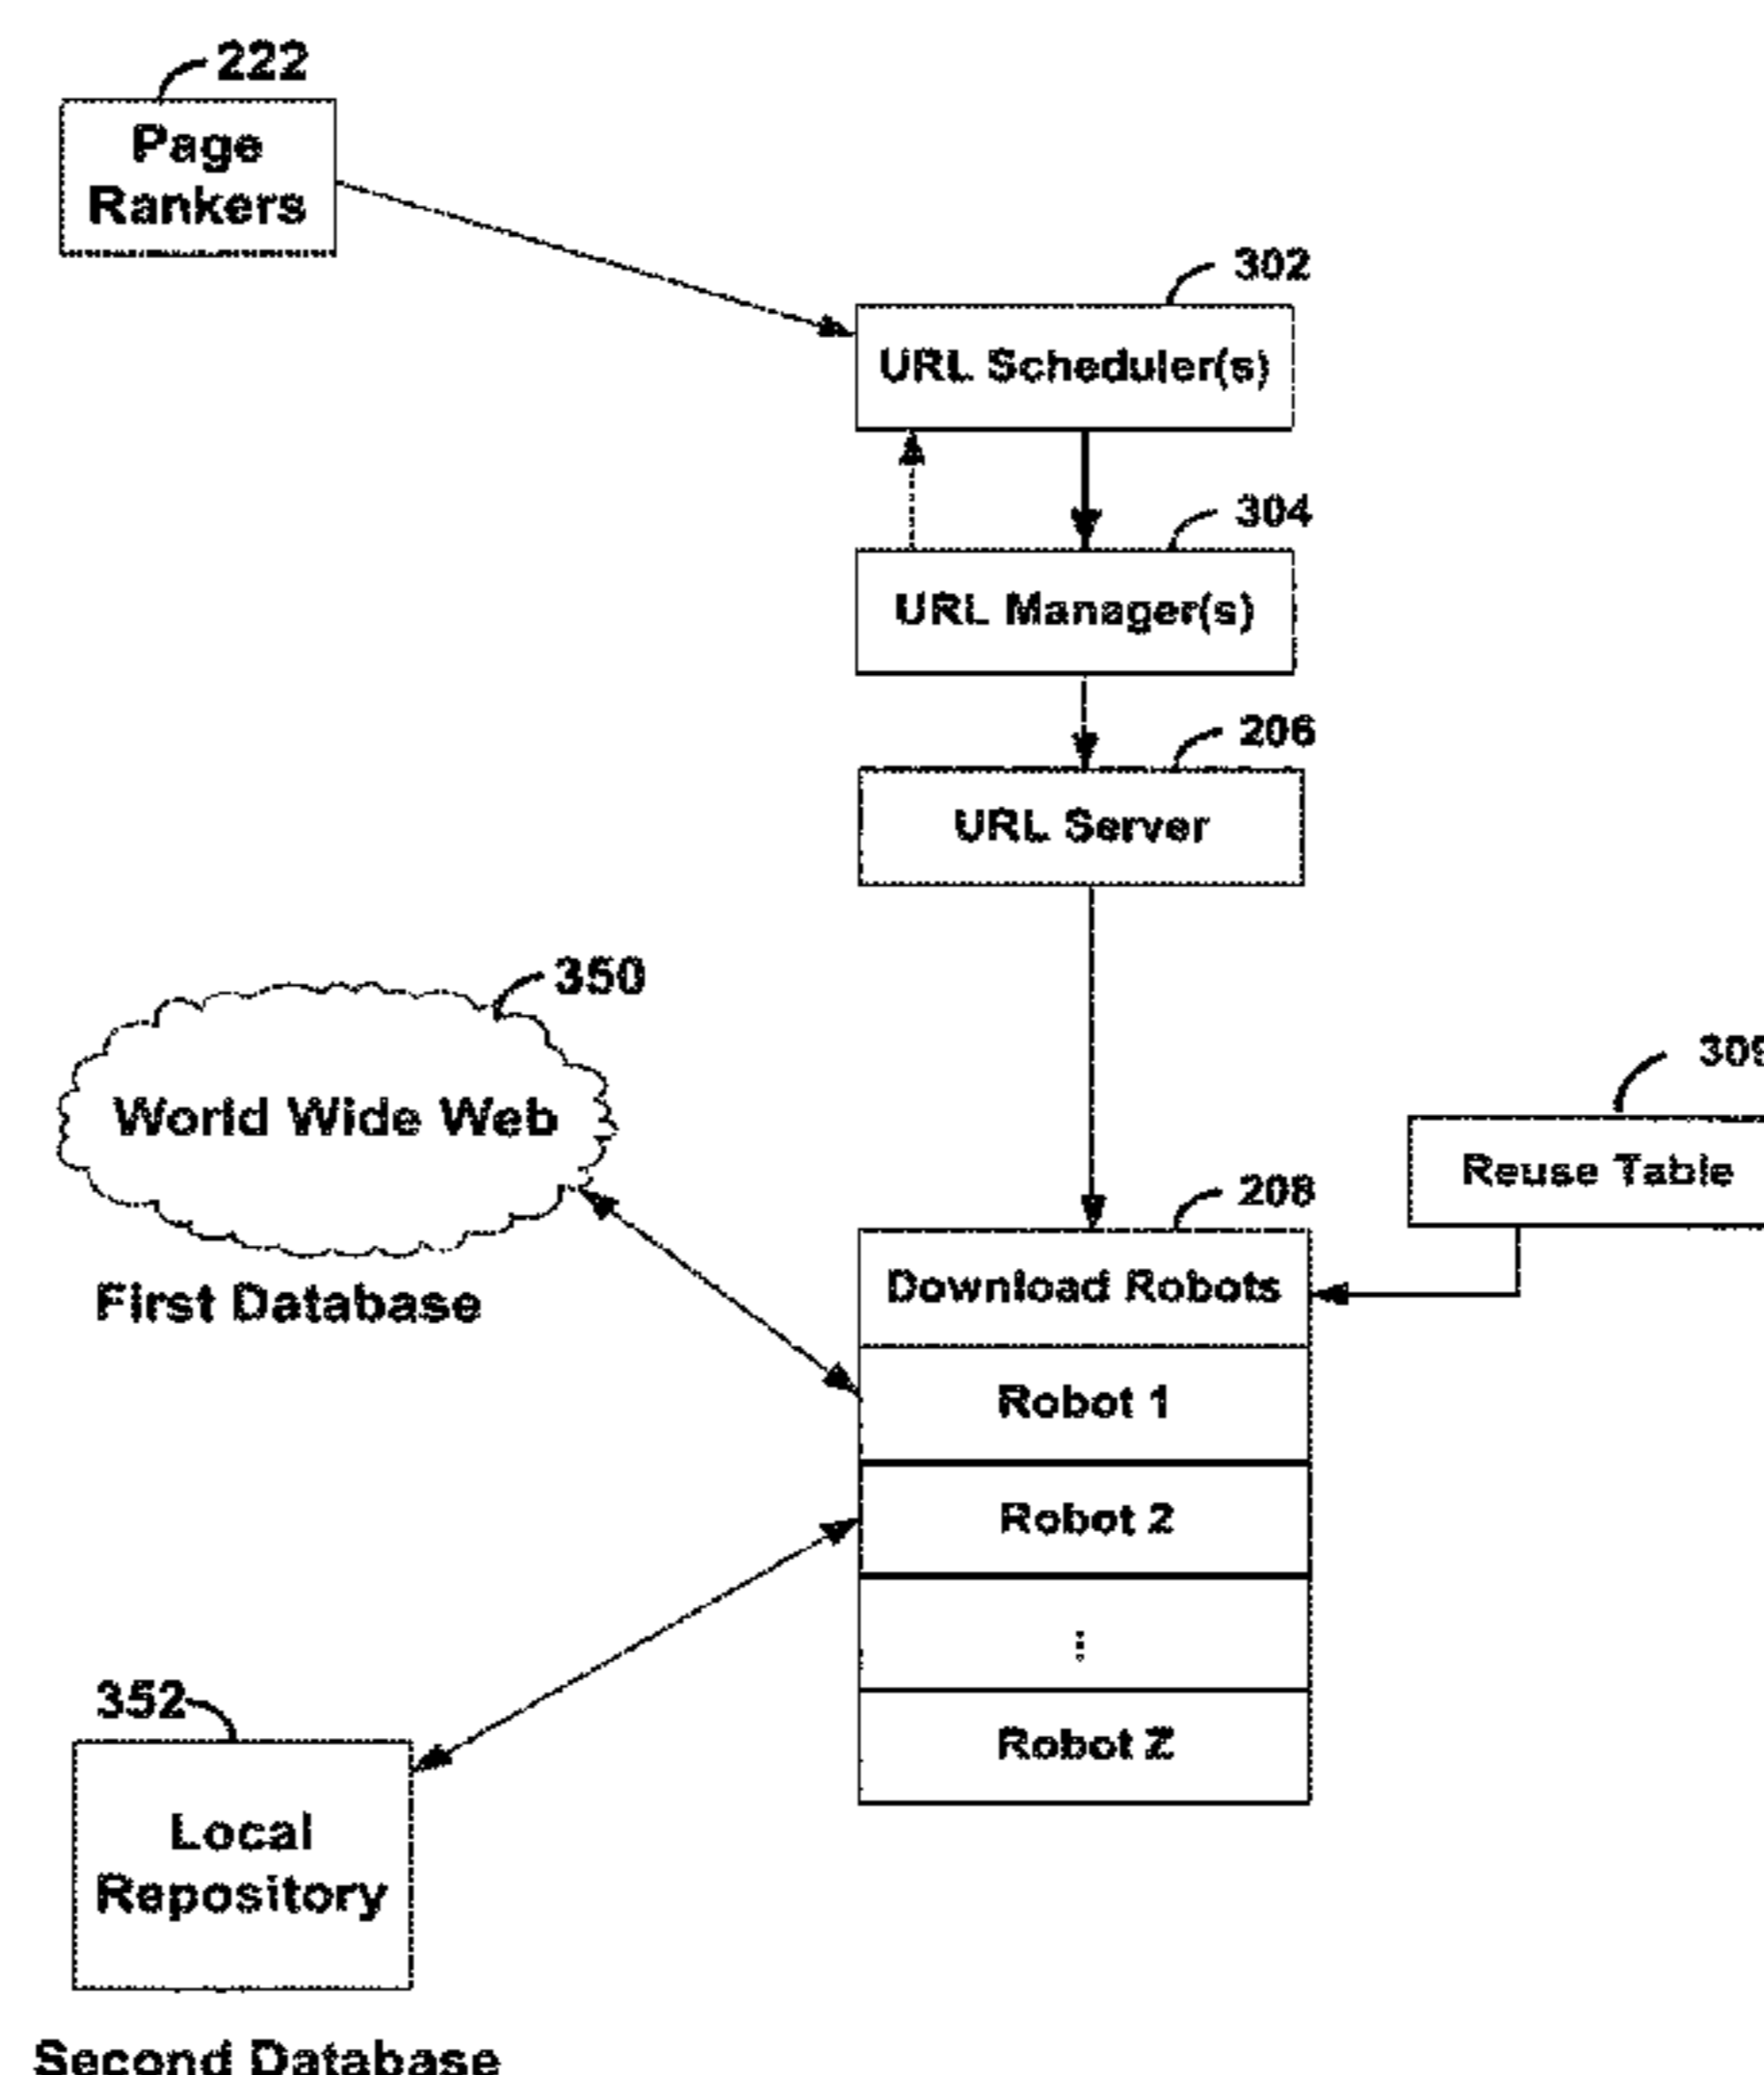 222
Page
Rankers
302
URL Scheduler(s)
304
URL Manager(s)
206
URL Server
350
World Wide Web
First Database
309
Reuse Table
208
Download Robots
Robot 1
Robot 2
⋮
Robot Z
352
Local
Repository
Second Database